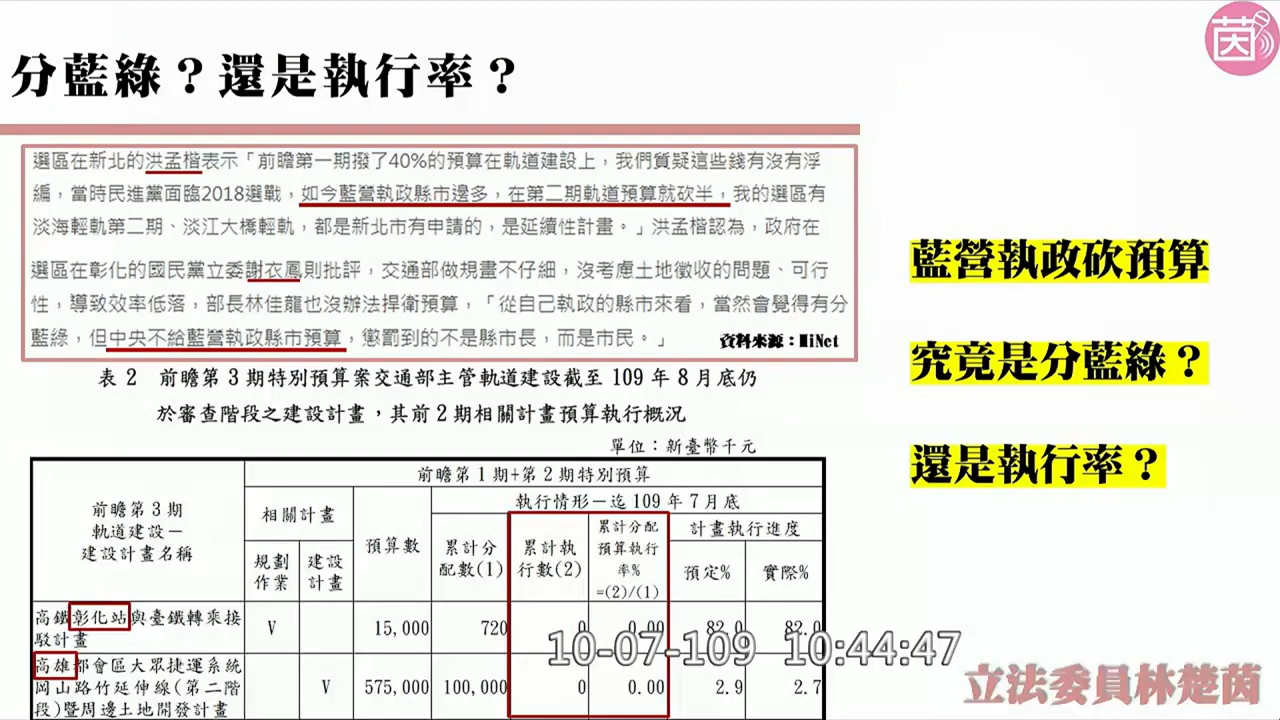 茵
分藍綠？還是執行率？
選區在新北的洪孟楷表示「前瞻第一期撥了40%的預算在軌道建設上，我們質疑這些錢有沒有浮
編，當時民進黨面臨2018選戰，如今藍營執政縣市邊多，在第二期軌道預算就砍半，我的選區有
淡海輕軌第二期、淡江大橋輕軌，都是新北市有申請的，是延續性計畫。」洪孟楷認為，政府在
選區在彰化的國民黨立委謝衣鳳則批評，交通部做規畫不仔細，沒考慮土地徵收的問題、可行
性，導致效率低落，部長林佳龍也沒辦法捍衛預算，「從自己執政的縣市來看，當然會覺得有分
藍綠，但中央不給藍營執政縣市預算，懲罰到的不是縣市長，而是市民。」
資料來源：HiNet
藍營執政砍預算
究竟是分藍綠？
還是執行率？
表 2 前瞻第 3 期特別預算案交通部主管軌道建設截至 109 年 8 月底仍
於審查階段之建設計畫，其前 2 期相關計畫預算執行概況
單位：新臺幣千元
前瞻第 3 期
軌道建設－
建設計畫名稱
前瞻第 1 期+第 2 期特別預算
相關計畫
規劃
作業
建設
計畫
預算數
執行情形－迄 109 年 7 月底
累計分
配數(1)
累計執
行數(2)
累計分配
預算執行
率%
=(2)/(1)
計畫執行進度
預定%
實際%
高鐵彰化站與臺鐵轉乘接 V 15,000 720 0 0.00 82.0 82.0
駁計畫
高雄都會區大眾捷運系統
岡山路竹延伸線(第二階 V 575,000 100,000 0 0.00 2.9 2.7
段)暨周邊土地開發計畫
10-07-109 10:44:47
立法委員林楚茵